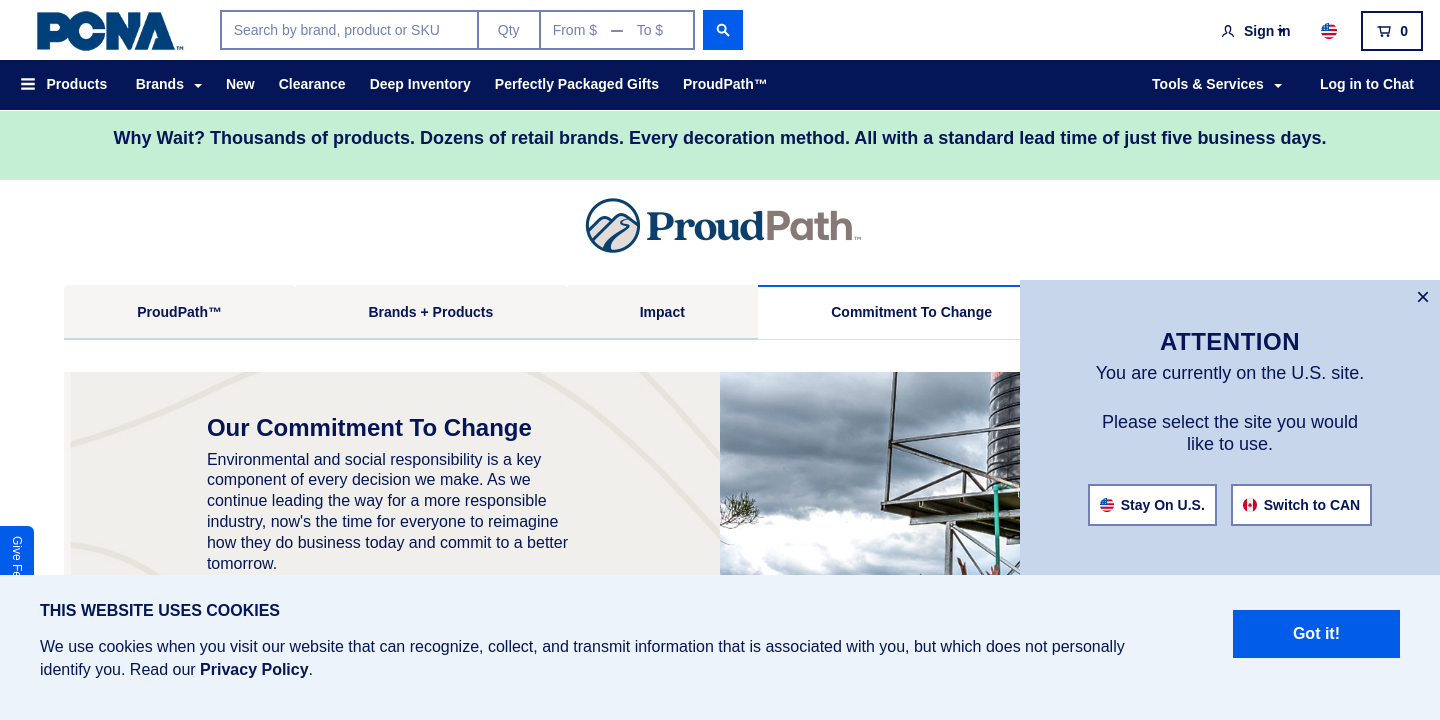 PCNA™
Search by brand, product or SKU
Qty
From $ — To $
Sign in
0
Products
Brands
New
Clearance
Deep Inventory
Perfectly Packaged Gifts
ProudPath™
Tools & Services
Log in to Chat
Why Wait? Thousands of products. Dozens of retail brands. Every decoration method. All with a standard lead time of just five business days.
ProudPath™
ProudPath™
Brands + Products
Impact
Commitment To Change
×
ATTENTION
You are currently on the U.S. site.
Please select the site you would
like to use.
Stay On U.S.
Switch to CAN
Our Commitment To Change
Environmental and social responsibility is a key
component of every decision we make. As we
continue leading the way for a more responsible
industry, now's the time for everyone to reimagine
how they do business today and commit to a better
tomorrow.
Give Fe
THIS WEBSITE USES COOKIES
We use cookies when you visit our website that can recognize, collect, and transmit information that is associated with you, but which does not personally
identify you. Read our Privacy Policy.
Got it!